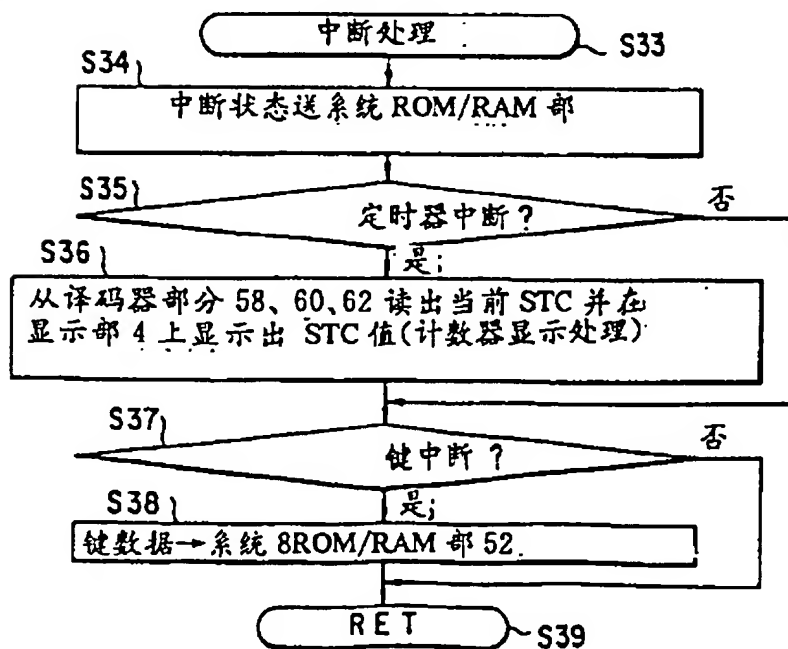 中断处理
S33
S34
中断状态送系统 ROM/RAM 部
S35
定时器中断？
否
S36
是;
从译码器部分 58、60、62 读出当前 STC 并在
显示部 4 上显示出 STC 值(计数器显示处理)
S37
键中断？
否
S38
是;
键数据→系统 8ROM/RAM 部 52.
RET
S39